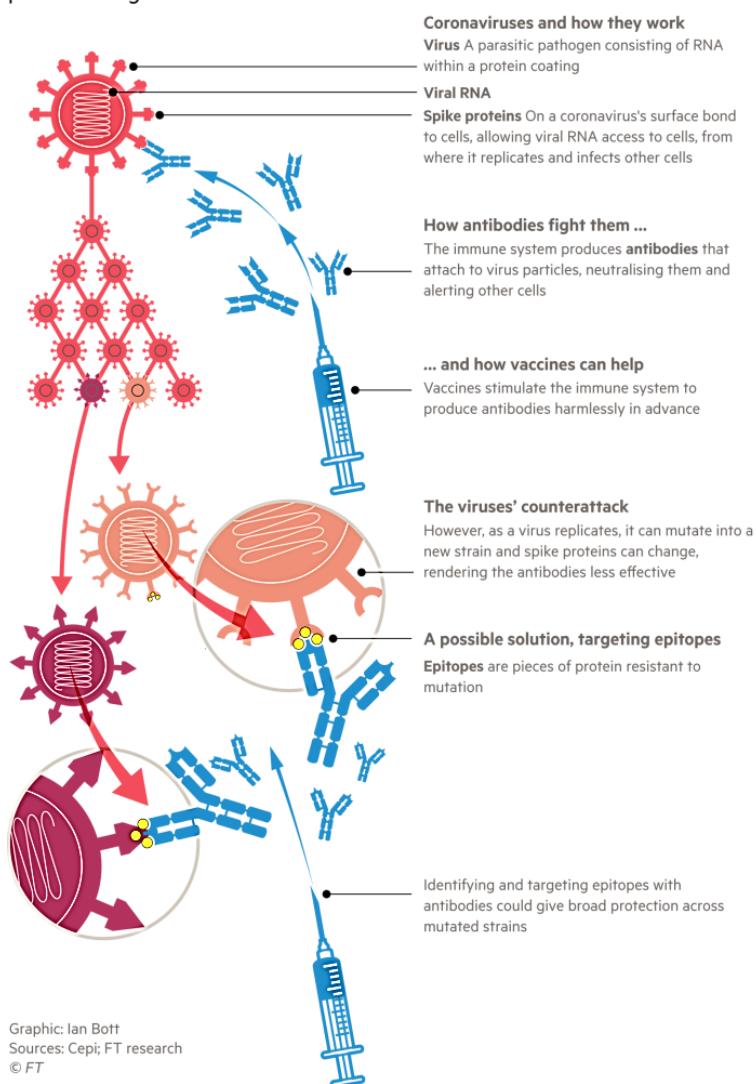 Coronaviruses and how they work
Virus A parasitic pathogen consisting of RNA
within a protein coating
Viral RNA
Spike proteins On a coronavirus's surface bond
to cells, allowing viral RNA access to cells, from
where it replicates and infects other cells
How antibodies fight them ...
The immune system produces antibodies that
attach to virus particles, neutralising them and
alerting other cells
... and how vaccines can help
Vaccines stimulate the immune system to
produce antibodies harmlessly in advance
The viruses’ counterattack
However, as a virus replicates, it can mutate into a
new strain and spike proteins can change,
rendering the antibodies less effective
A possible solution, targeting epitopes
Epitopes are pieces of protein resistant to
mutation
Identifying and targeting epitopes with
antibodies could give broad protection across
mutated strains
Graphic: Ian Bott
Sources: Cepi; FT research
© FT